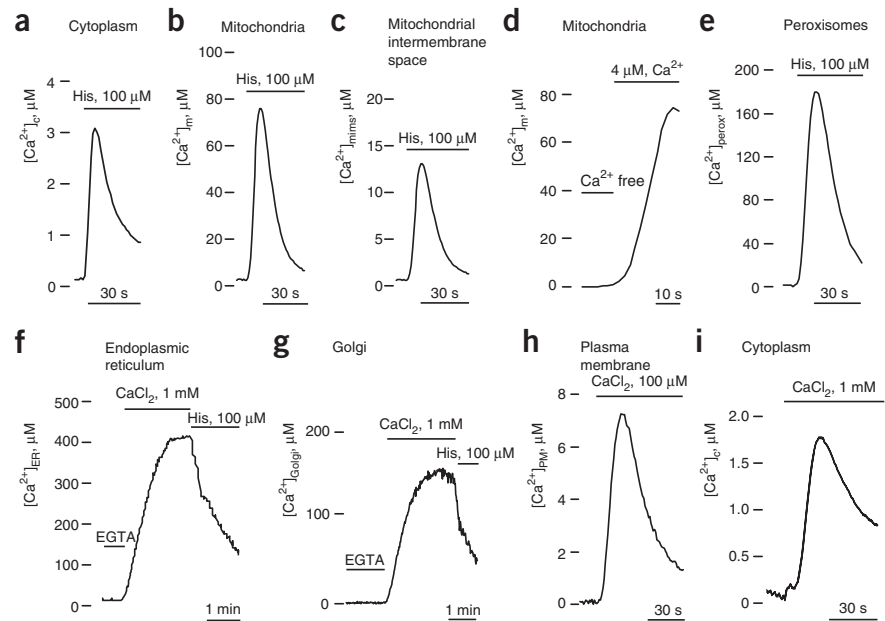 a
Cytoplasm
4
3
2
1
0
[Ca²⁺]c, µM
His, 100 µM
30 s
b
Mitochondria
100
80
60
40
20
0
[Ca²⁺]m, µM
His, 100 µM
30 s
c
Mitochondrial
intermembrane
space
20
15
10
5
0
[Ca²⁺]mims, µM
His, 100 µM
30 s
d
Mitochondria
4 µM, Ca²⁺
80
60
40
20
0
[Ca²⁺]m, µM
Ca²⁺ free
10 s
e
Peroxisomes
His, 100 µM
200
160
120
80
40
0
[Ca²⁺]perox, µM
30 s
f
Endoplasmic
reticulum
CaCl₂, 1 mM
His, 100 µM
500
400
300
200
100
0
[Ca²⁺]ER, µM
EGTA
1 min
g
Golgi
CaCl₂, 1 mM
His, 100 µM
200
100
0
[Ca²⁺]Golgi, µM
EGTA
1 min
h
Plasma
membrane
CaCl₂, 100 µM
8
6
4
2
0
[Ca²⁺]PM, µM
30 s
i
Cytoplasm
CaCl₂, 1 mM
2.0
1.5
1.0
0.5
0
[Ca²⁺]c, µM
30 s